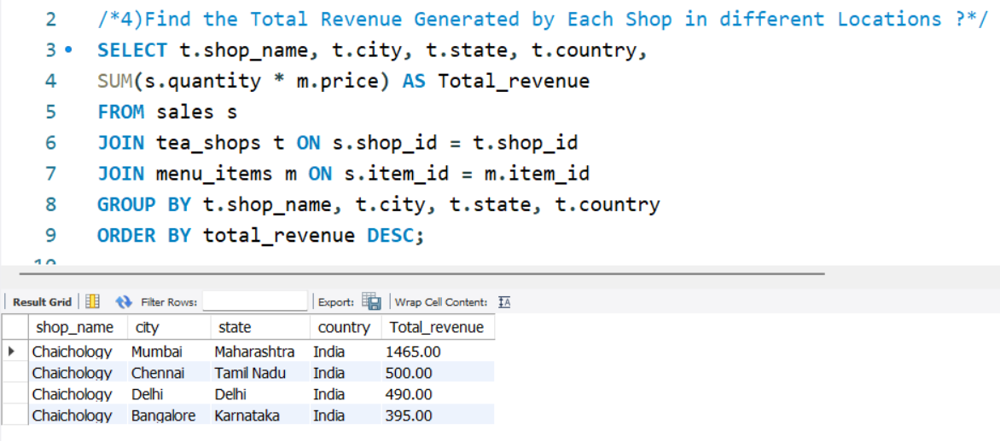 2 /*4)Find the Total Revenue Generated by Each Shop in different Locations ?*/
3 SELECT t.shop_name, t.city, t.state, t.country,
4 SUM(s.quantity * m.price) AS Total_revenue
5 FROM sales s
6 JOIN tea_shops t ON s.shop_id = t.shop_id
7 JOIN menu_items m ON s.item_id = m.item_id
8 GROUP BY t.shop_name, t.city, t.state, t.country
9 ORDER BY total_revenue DESC;
10
Result Grid Filter Rows: Export: Wrap Cell Content: IA
shop_name city state country Total_revenue
Chaichology Mumbai Maharashtra India 1465.00
Chaichology Chennai Tamil Nadu India 500.00
Chaichology Delhi Delhi India 490.00
Chaichology Bangalore Karnataka India 395.00